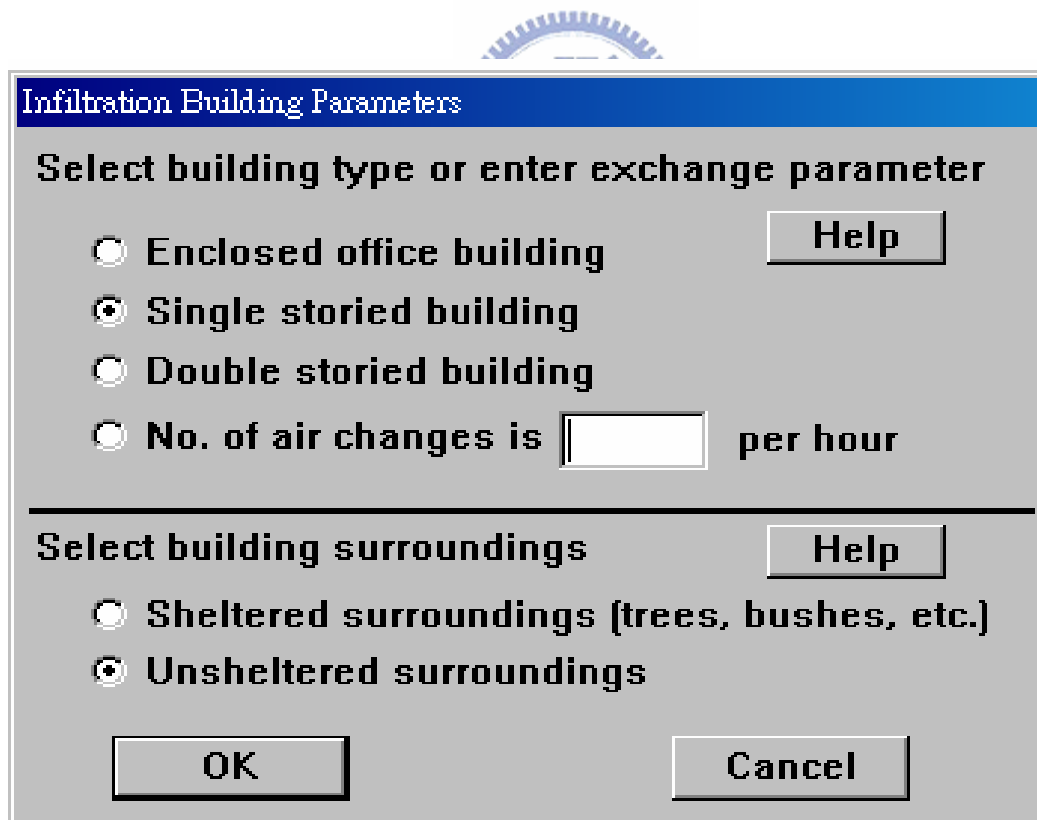 Infiltration Building Parameters
Select building type or enter exchange parameter
Help
Enclosed office building
Single storied building
Double storied building
No. of air changes is per hour
Select building surroundings
Help
Sheltered surroundings (trees, bushes, etc.)
Unsheltered surroundings
OK
Cancel